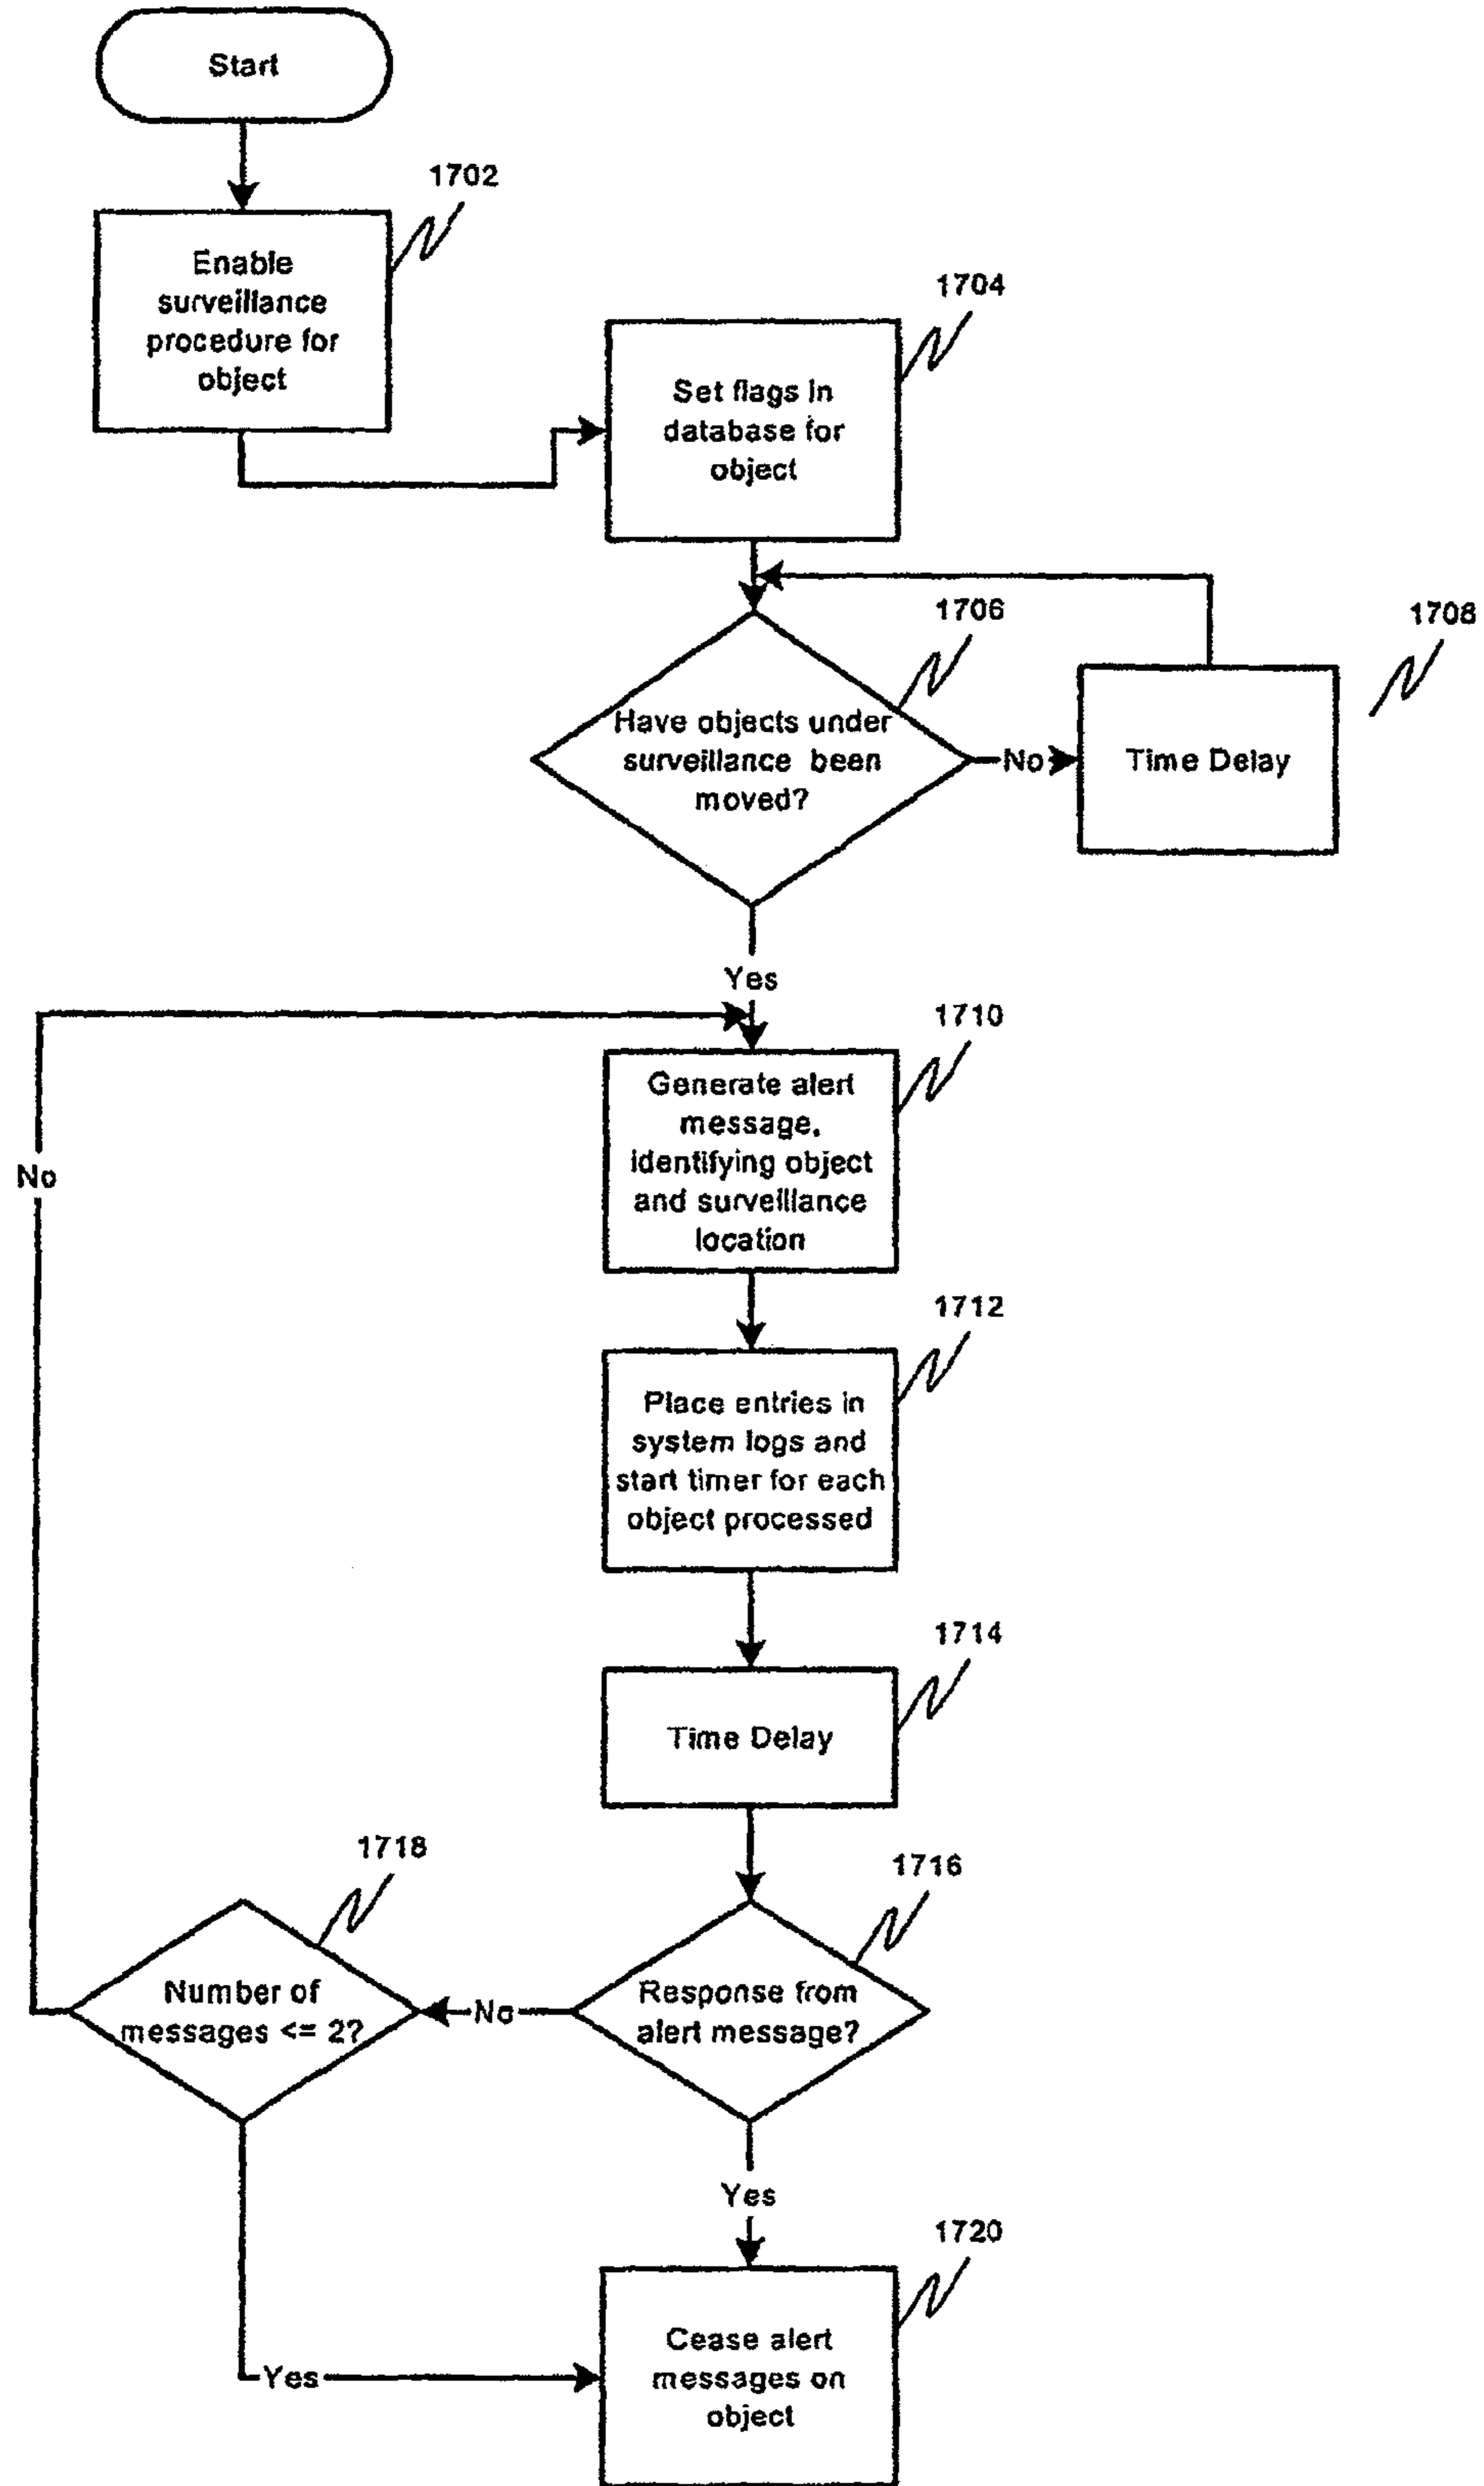 Start
1702
Enable
surveillance
procedure for
object
1704
Set flags in
database for
object
1706
Have objects under
surveillance been
moved?
No
1708
Time Delay
Yes
1710
Generate alert
message,
identifying object
and surveillance
location
No
1712
Place entries in
system logs and
start timer for each
object processed
1714
Time Delay
1716
Response from
alert message?
No
1718
Number of
messages <= 2?
Yes
1720
Cease alert
messages on
object
Yes